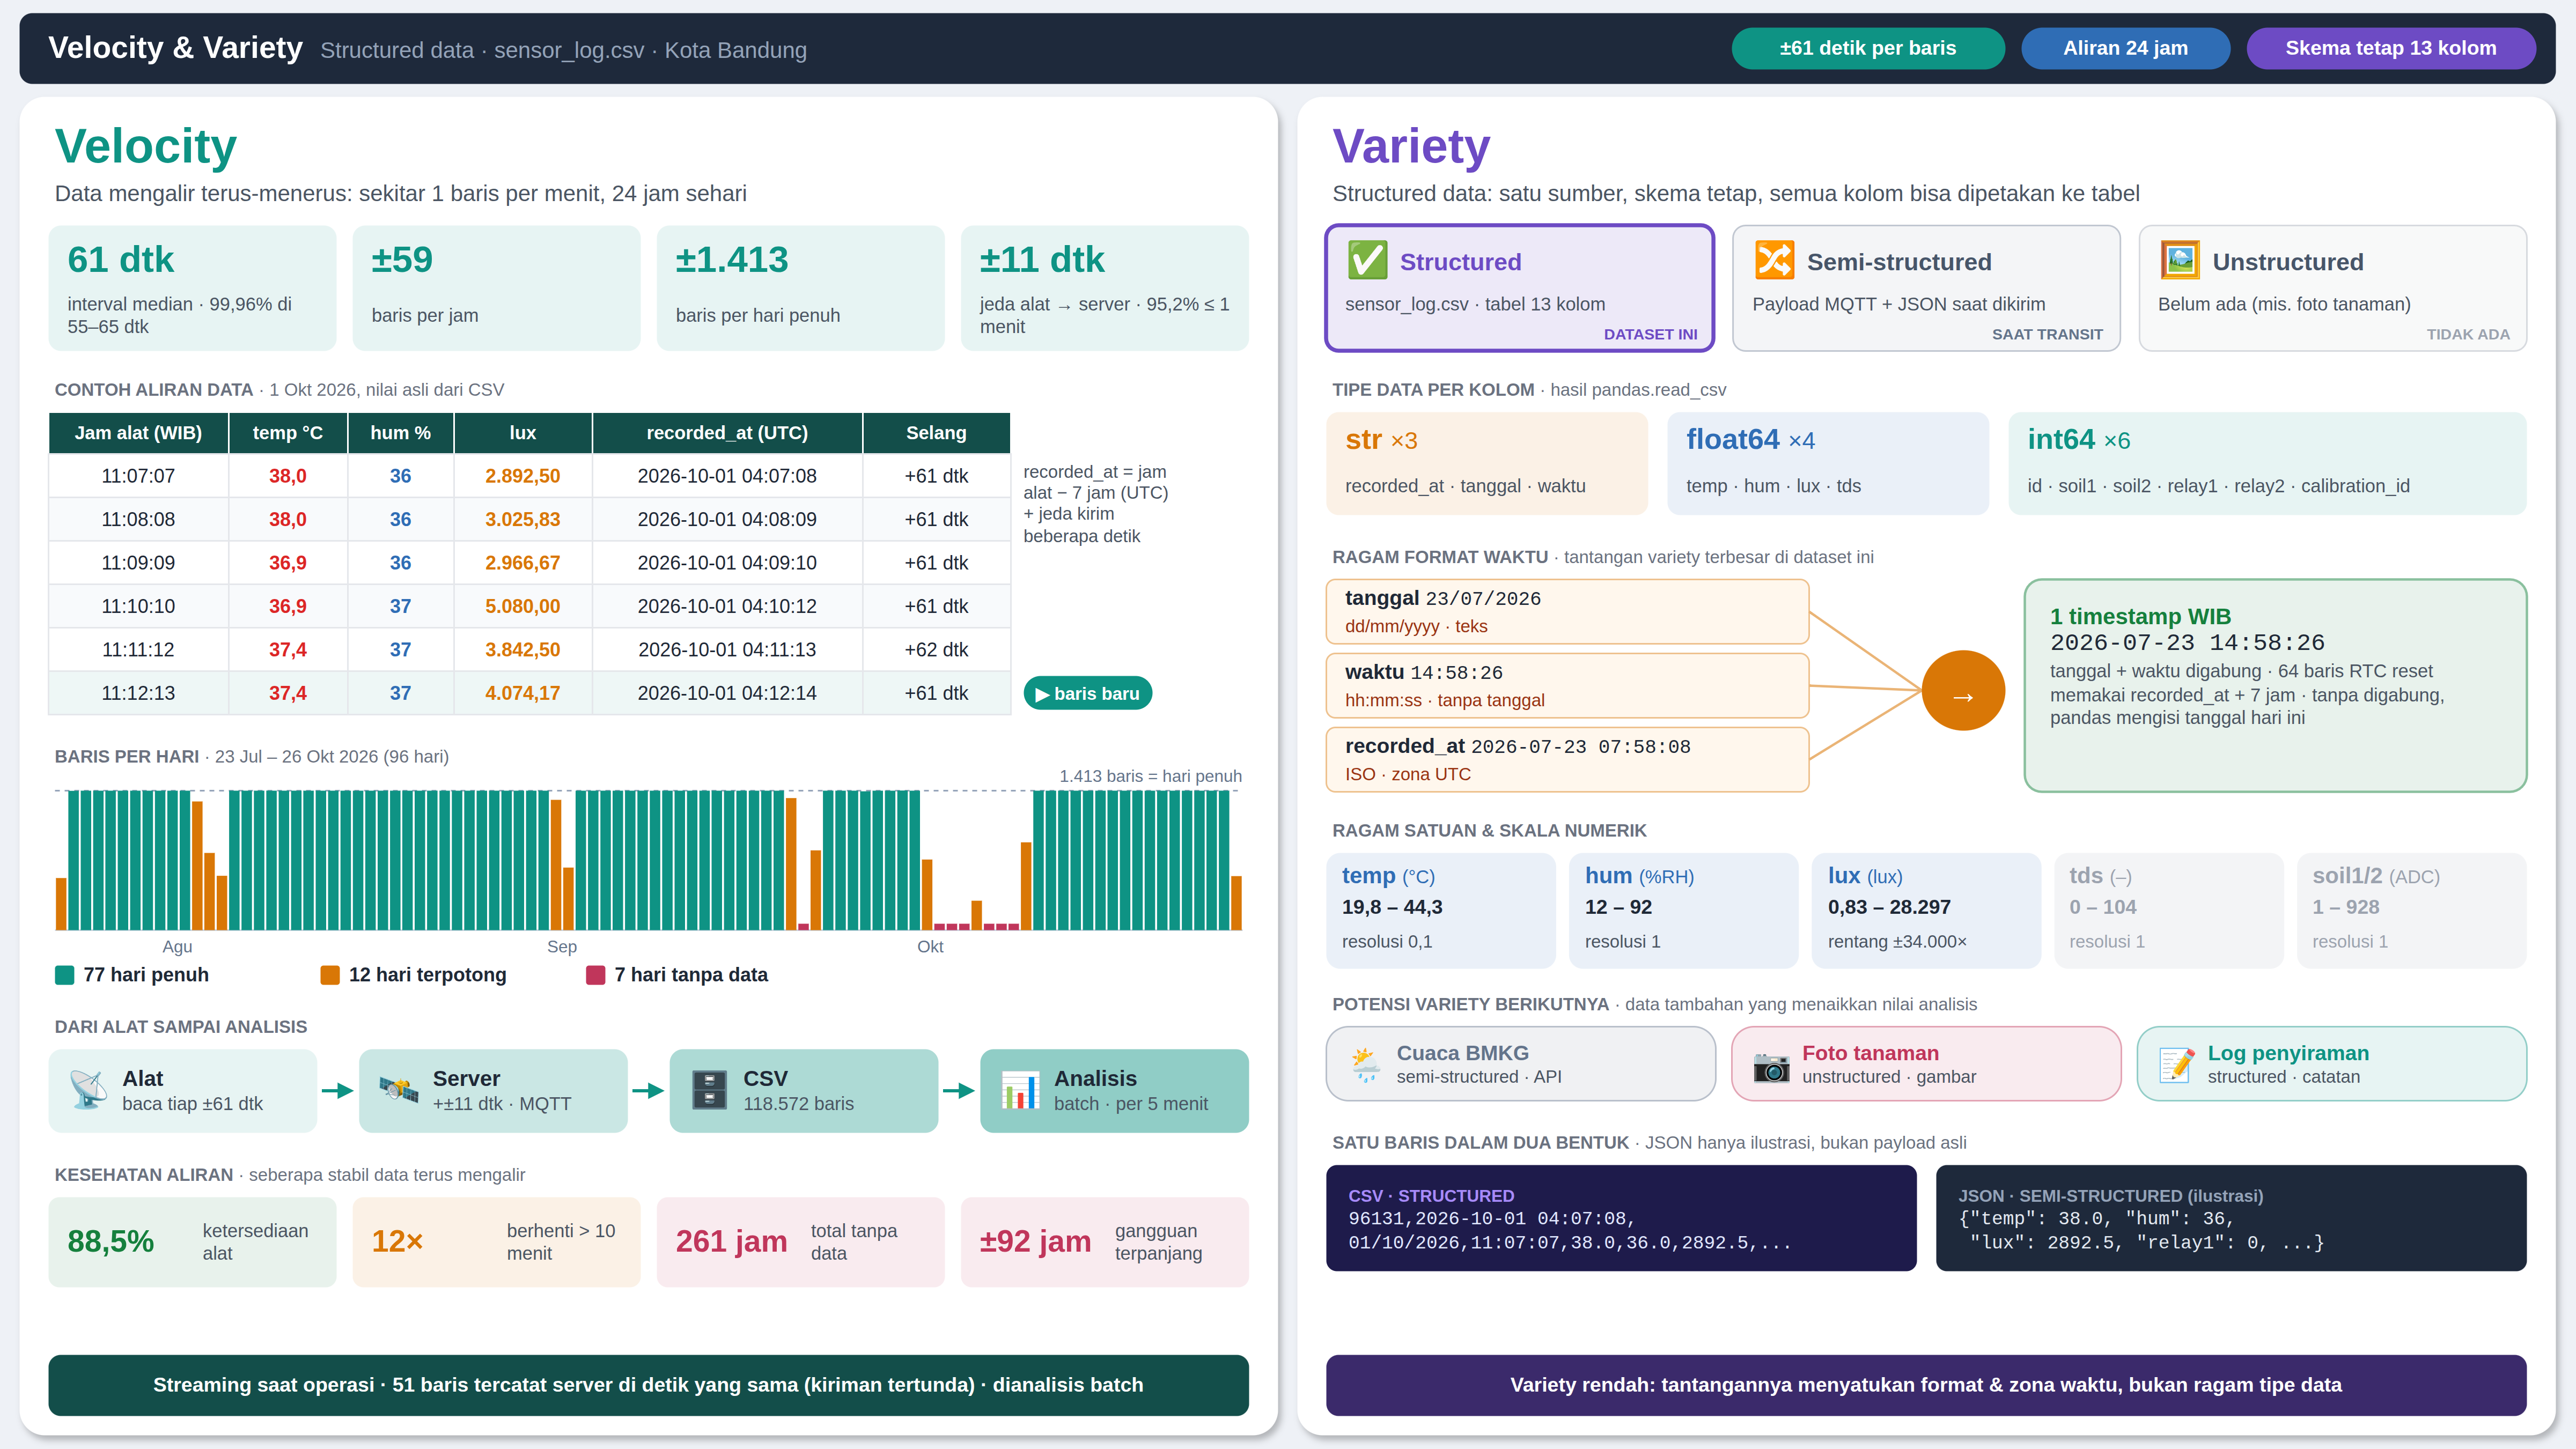 Velocity & Variety Structured data · sensor_log.csv · Kota Bandung
±61 detik per baris
Aliran 24 jam
Skema tetap 13 kolom
Velocity
Data mengalir terus-menerus: sekitar 1 baris per menit, 24 jam sehari
61 dtk
interval median · 99,96% di
55–65 dtk
±59
baris per jam
±1.413
baris per hari penuh
±11 dtk
jeda alat → server · 95,2% ≤ 1
menit
CONTOH ALIRAN DATA · 1 Okt 2026, nilai asli dari CSV
Jam alat (WIB) temp °C hum % lux recorded_at (UTC) Selang
11:07:07 38,0 36 2.892,50 2026-10-01 04:07:08 +61 dtk
11:08:08 38,0 36 3.025,83 2026-10-01 04:08:09 +61 dtk
11:09:09 36,9 36 2.966,67 2026-10-01 04:09:10 +61 dtk
11:10:10 36,9 37 5.080,00 2026-10-01 04:10:12 +61 dtk
11:11:12 37,4 37 3.842,50 2026-10-01 04:11:13 +62 dtk
11:12:13 37,4 37 4.074,17 2026-10-01 04:12:14 +61 dtk
recorded_at = jam
alat − 7 jam (UTC)
+ jeda kirim
beberapa detik
▶ baris baru
BARIS PER HARI · 23 Jul – 26 Okt 2026 (96 hari)
1.413 baris = hari penuh
Agu Sep Okt
77 hari penuh
12 hari terpotong
7 hari tanpa data
DARI ALAT SAMPAI ANALISIS
Alat
baca tiap ±61 dtk
Server
+±11 dtk · MQTT
CSV
118.572 baris
Analisis
batch · per 5 menit
KESEHATAN ALIRAN · seberapa stabil data terus mengalir
88,5%
ketersediaan
alat
12×
berhenti > 10
menit
261 jam
total tanpa
data
±92 jam
gangguan
terpanjang
Streaming saat operasi · 51 baris tercatat server di detik yang sama (kiriman tertunda) · dianalisis batch
Variety
Structured data: satu sumber, skema tetap, semua kolom bisa dipetakan ke tabel
Structured
sensor_log.csv · tabel 13 kolom
DATASET INI
Semi-structured
Payload MQTT + JSON saat dikirim
SAAT TRANSIT
Unstructured
Belum ada (mis. foto tanaman)
TIDAK ADA
TIPE DATA PER KOLOM · hasil pandas.read_csv
str ×3
recorded_at · tanggal · waktu
float64 ×4
temp · hum · lux · tds
int64 ×6
id · soil1 · soil2 · relay1 · relay2 · calibration_id
RAGAM FORMAT WAKTU · tantangan variety terbesar di dataset ini
tanggal 23/07/2026
dd/mm/yyyy · teks
waktu 14:58:26
hh:mm:ss · tanpa tanggal
recorded_at 2026-07-23 07:58:08
ISO · zona UTC
→
1 timestamp WIB
2026-07-23 14:58:26
tanggal + waktu digabung · 64 baris RTC reset
memakai recorded_at + 7 jam · tanpa digabung,
pandas mengisi tanggal hari ini
RAGAM SATUAN & SKALA NUMERIK
temp (°C)
19,8 – 44,3
resolusi 0,1
hum (%RH)
12 – 92
resolusi 1
lux (lux)
0,83 – 28.297
rentang ±34.000×
tds (–)
0 – 104
resolusi 1
soil1/2 (ADC)
1 – 928
resolusi 1
POTENSI VARIETY BERIKUTNYA · data tambahan yang menaikkan nilai analisis
Cuaca BMKG
semi-structured · API
Foto tanaman
unstructured · gambar
Log penyiraman
structured · catatan
SATU BARIS DALAM DUA BENTUK · JSON hanya ilustrasi, bukan payload asli
CSV · STRUCTURED
96131,2026-10-01 04:07:08,
01/10/2026,11:07:07,38.0,36.0,2892.5,...
JSON · SEMI-STRUCTURED (ilustrasi)
{"temp": 38.0, "hum": 36,
"lux": 2892.5, "relay1": 0, ...}
Variety rendah: tantangannya menyatukan format & zona waktu, bukan ragam tipe data